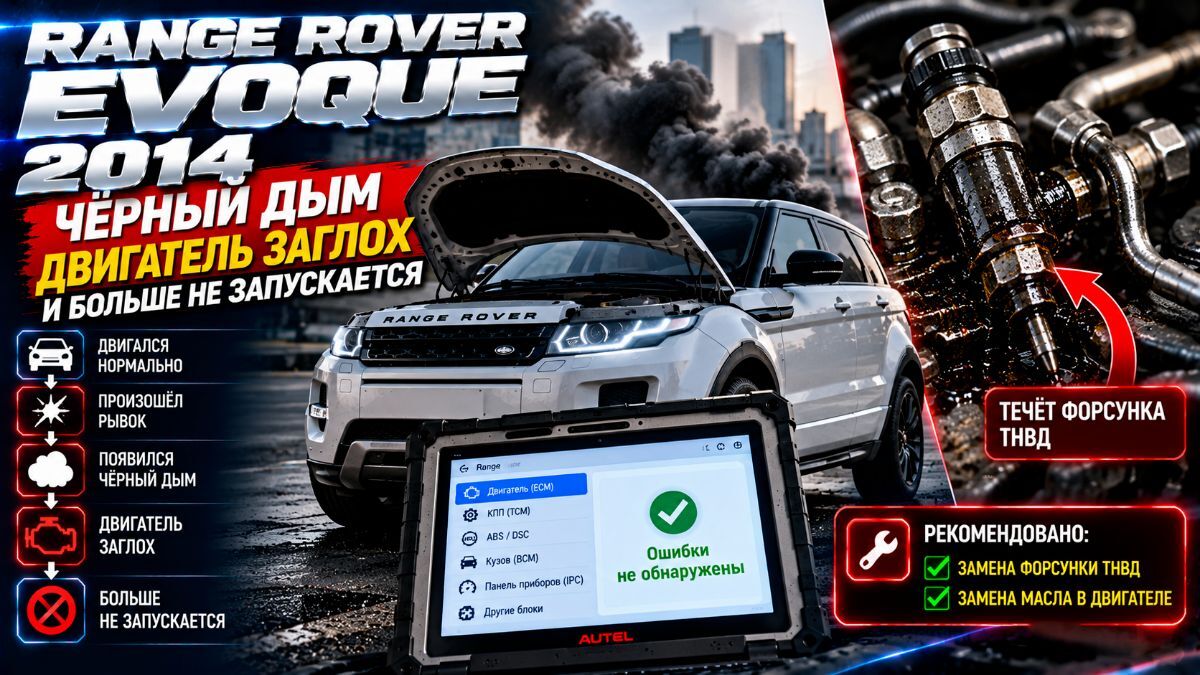 RANGE ROVER
EVOQUE
2014
ЧЁРНЫЙ ДЫМ
ДВИГАТЕЛЬ ЗАГЛОХ
И БОЛЬШЕ НЕ ЗАПУСКАЕТСЯ
ДВИГАЛСЯ
НОРМАЛЬНО
ПРОИЗОШЁЛ
РЫВОК
ПОЯВИЛСЯ
ЧЁРНЫЙ ДЫМ
ДВИГАТЕЛЬ
ЗАГЛОХ
БОЛЬШЕ
НЕ ЗАПУСКАЕТСЯ
RANGE ROVER
Range
Двигатель (ECM)
КПП (TCM)
ABS / DSC
Кузов (BCM)
Панель приборов (IPC)
Другие блоки
Ошибки
не обнаружены
AUTEL
ТЕЧЁТ ФОРСУНКА
ТНВД
РЕКОМЕНДОВАНО:
ЗАМЕНА ФОРСУНКИ ТНВД
ЗАМЕНА МАСЛА В ДВИГАТЕЛЕ